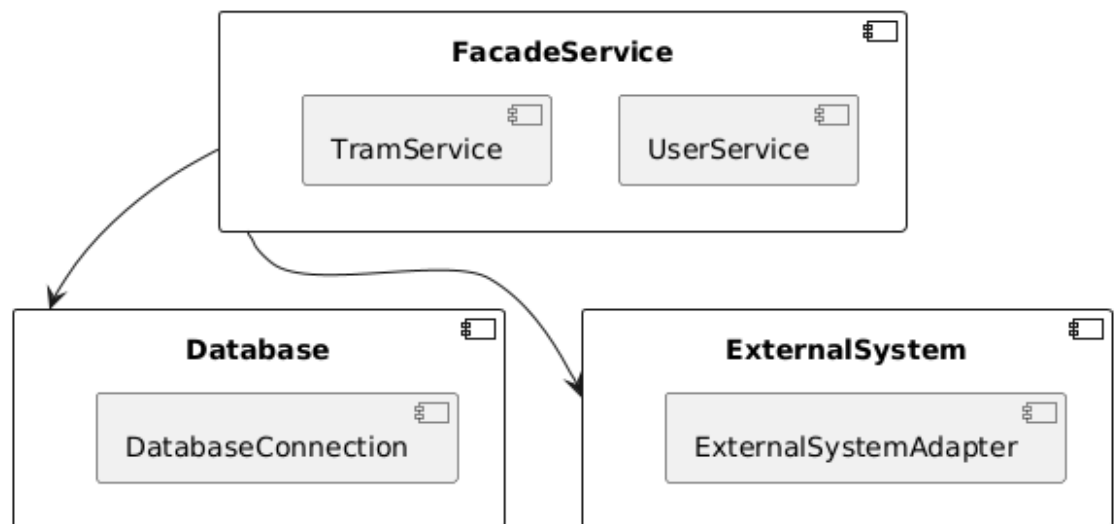 FacadeService
TramService
UserService
Database
DatabaseConnection
ExternalSystem
ExternalSystemAdapter